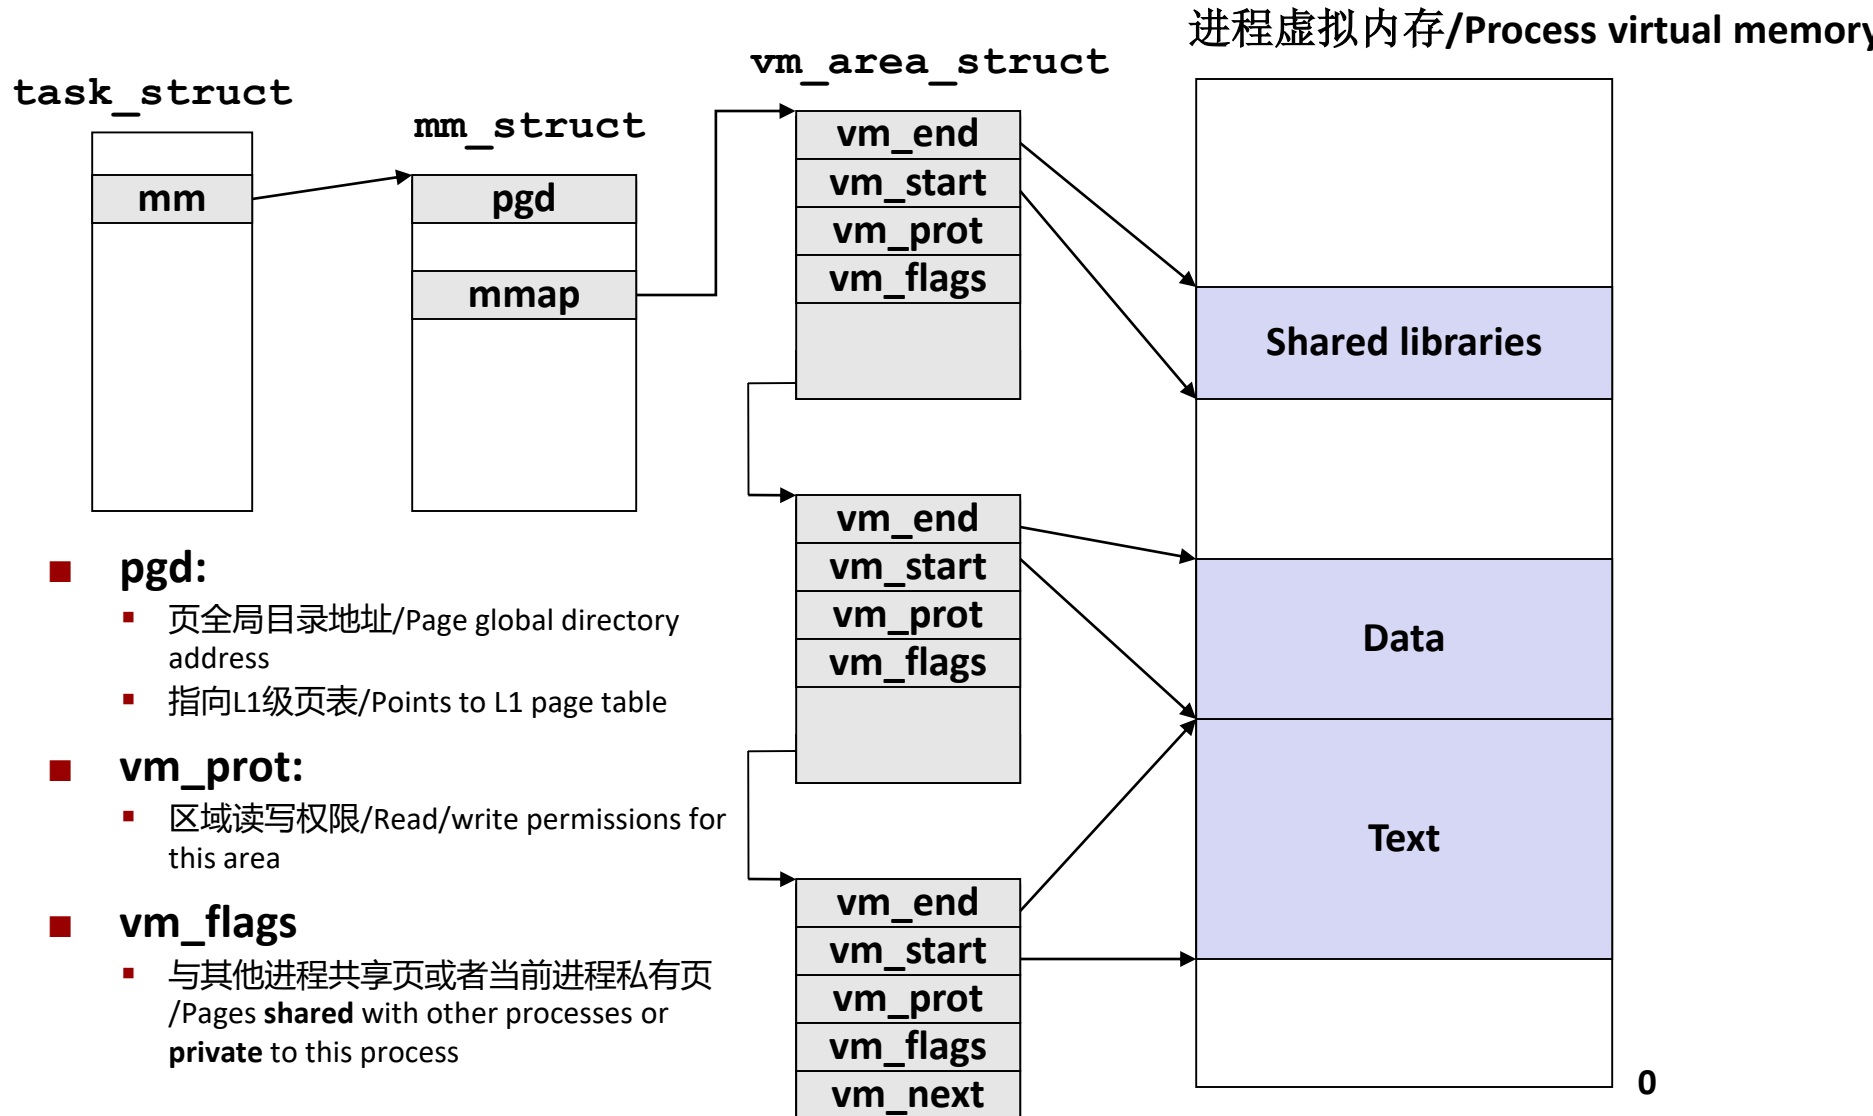 进程虚拟内存/Process virtual memory
vm_area_struct
task_struct
mm_struct
mm
pgd
mmap
vm_end
vm_start
vm_prot
vm_flags
Shared libraries
vm_end
vm_start
vm_prot
vm_flags
Data
Text
vm_end
vm_start
vm_prot
vm_flags
vm_next
0
pgd:
页全局目录地址/Page global directory
address
指向L1级页表/Points to L1 page table
vm_prot:
区域读写权限/Read/write permissions for
this area
vm_flags
与其他进程共享页或者当前进程私有页
/Pages shared with other processes or
private to this process